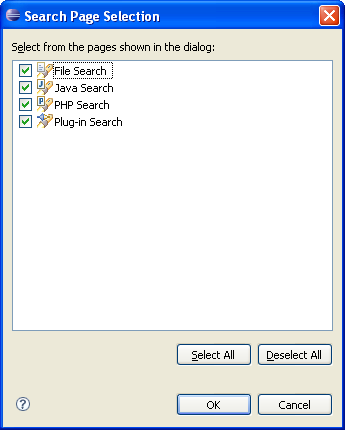 Search Page Selection
Select from the pages shown in the dialog:
File Search
Java Search
PHP Search
Plug-in Search
Select All
Deselect All
?
OK
Cancel